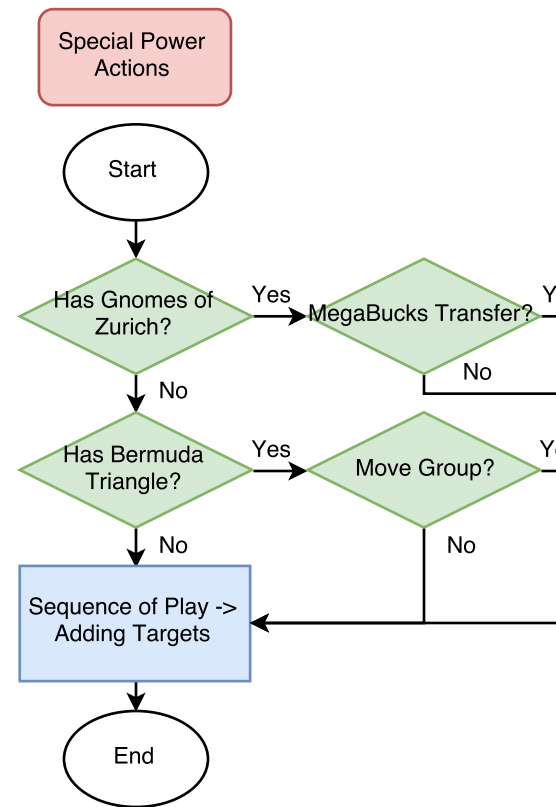 Special Power
Actions
Start
Has Gnomes of
Zurich?
Yes
MegaBucks Transfer?
No
No
Has Bermuda
Triangle?
Yes
Move Group?
No
No
Sequence of Play ->
Adding Targets
End